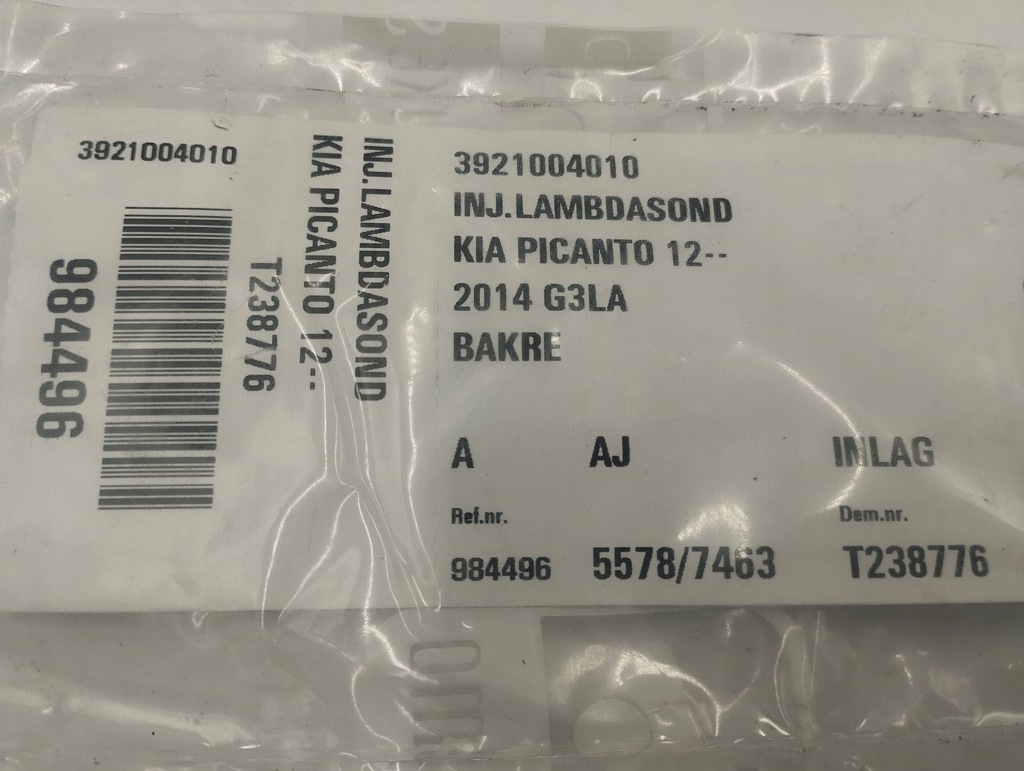 3921004010
984496
T238776
KIA PICANTO 12--
INJ.LAMBDASOND
3921004010
INJ.LAMBDASOND
KIA PICANTO 12--
2014 G3LA
BAKRE
A AJ INLAG
Ref.nr. Dem.nr.
984496 5578/7463 T238776